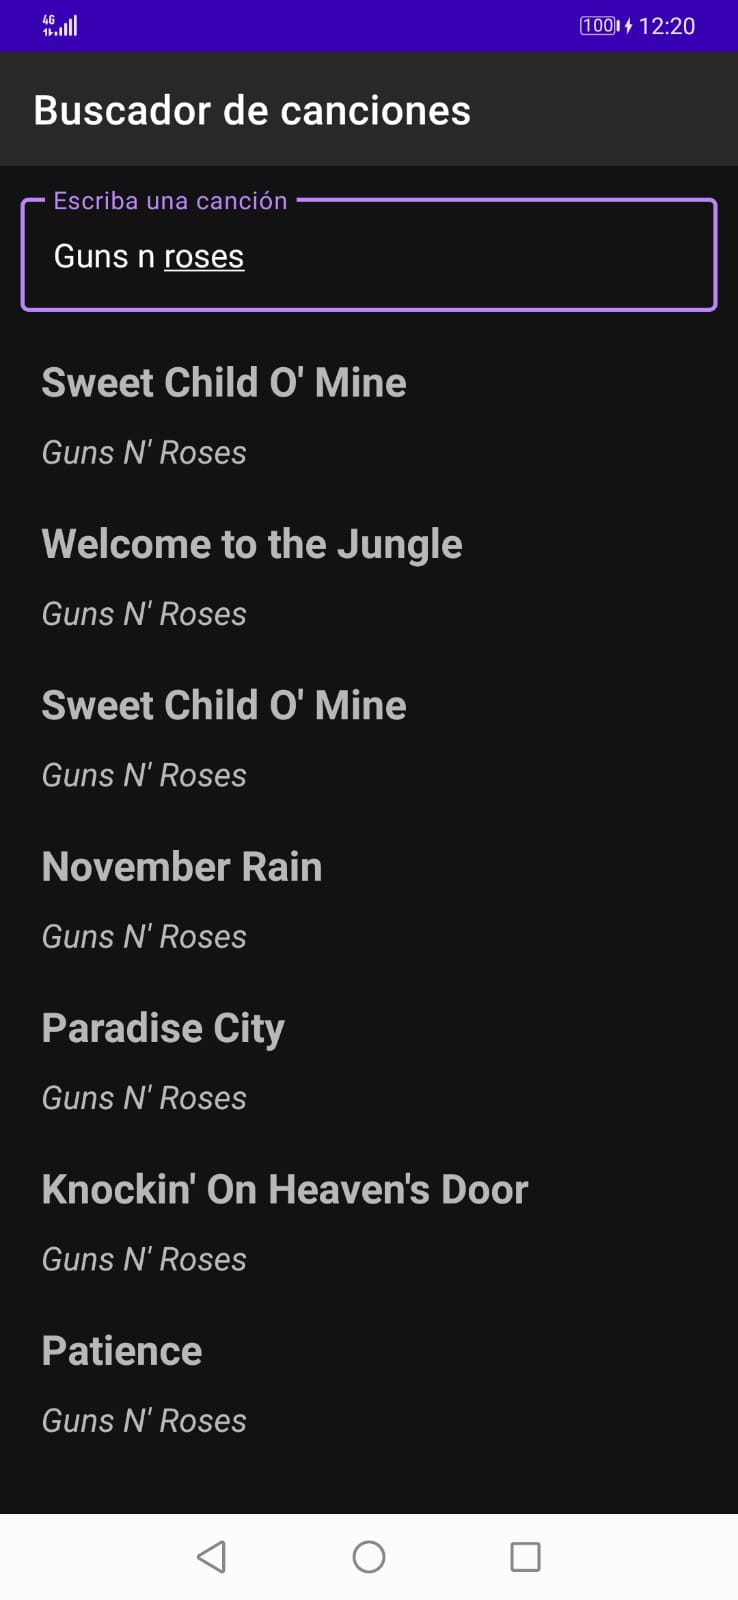 4G
100 12:20
Buscador de canciones
Escriba una canción
Guns n roses
Sweet Child O' Mine
Guns N' Roses
Welcome to the Jungle
Guns N' Roses
Sweet Child O' Mine
Guns N' Roses
November Rain
Guns N' Roses
Paradise City
Guns N' Roses
Knockin' On Heaven's Door
Guns N' Roses
Patience
Guns N' Roses